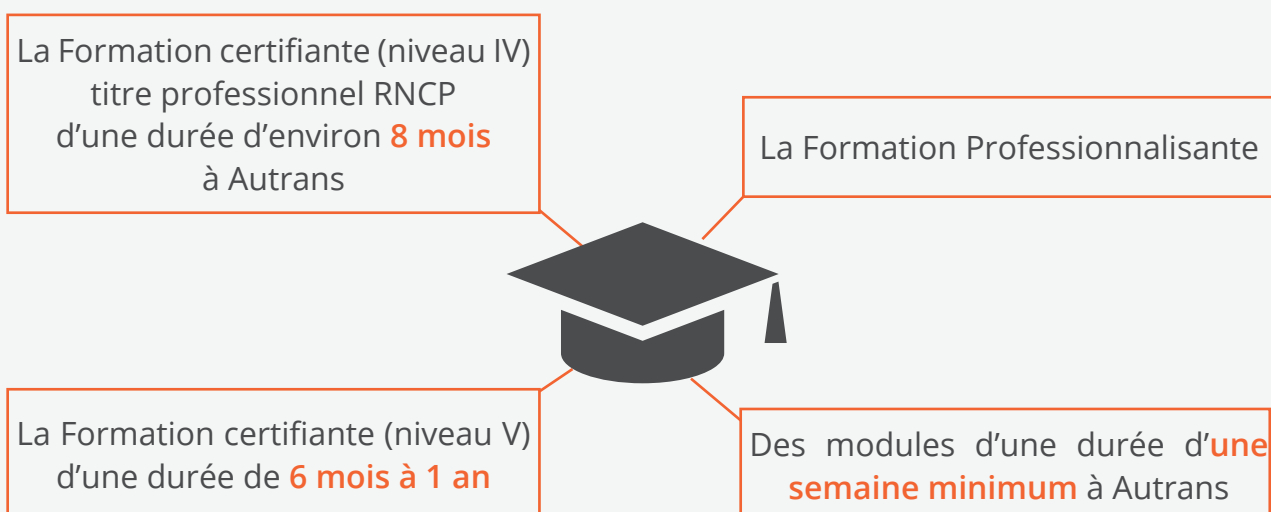 La Formation certifiante (niveau IV)
titre professionnel RNCP
d’une durée d’environ 8 mois
à Autrans
La Formation Professionnalisante
La Formation certifiante (niveau V)
d’une durée de 6 mois à 1 an
Des modules d’une durée d’une
semaine minimum à Autrans